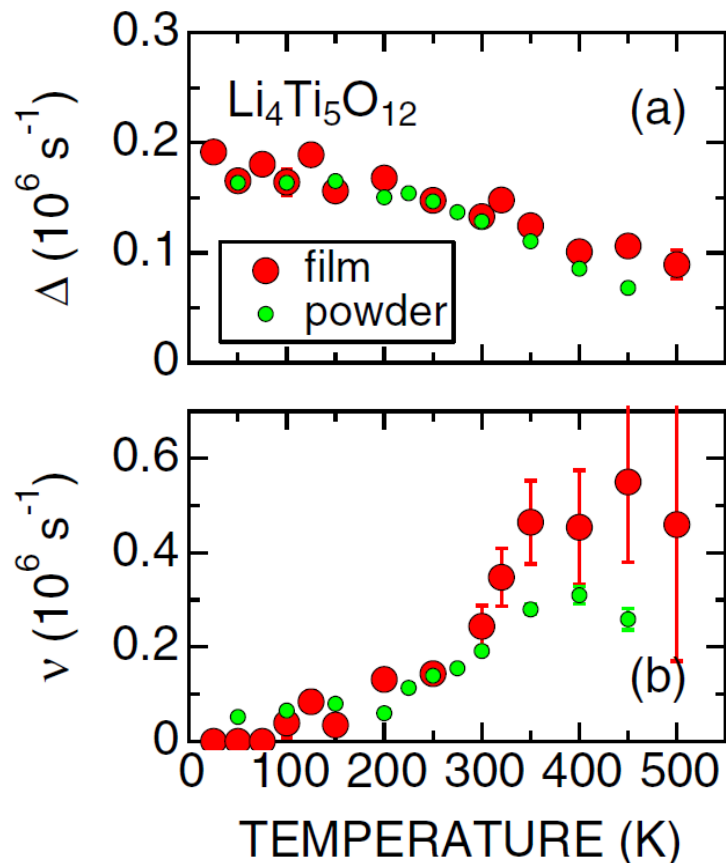 0.3
Li₄Ti₅O₁₂
(a)
0.2
Δ (10⁶ s⁻¹)
0.1
film
powder
0
0.6
ν (10⁶ s⁻¹)
0.4
0.2
(b)
0
0 100 200 300 400 500
TEMPERATURE (K)